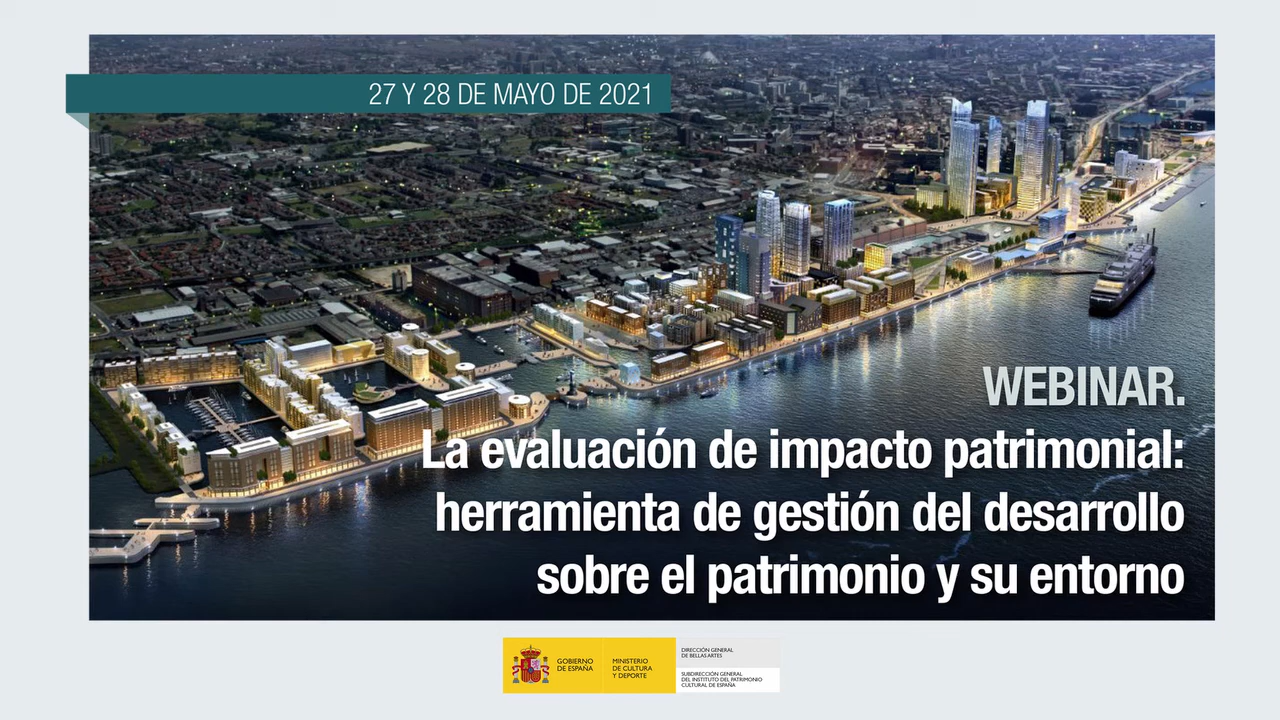 27 Y 28 DE MAYO DE 2021
WEBINAR.
La evaluación de impacto patrimonial:
herramienta de gestión del desarrollo
sobre el patrimonio y su entorno
GOBIERNO
DE ESPAÑA
MINISTERIO
DE CULTURA
Y DEPORTE
DIRECCIÓN GENERAL
DE BELLAS ARTES
SUBDIRECCIÓN GENERAL
DEL INSTITUTO DEL PATRIMONIO
CULTURAL DE ESPAÑA